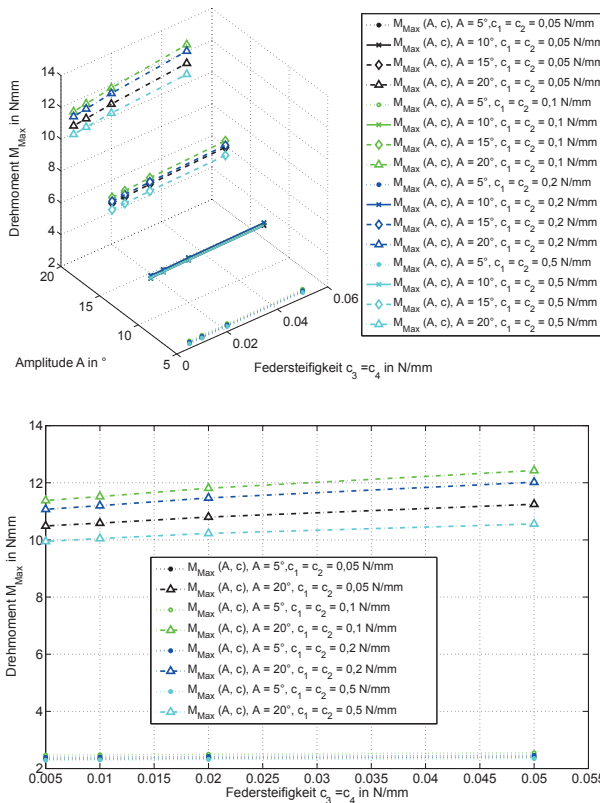 14
12
10
8
6
4
2
20
15
10
5
0
0.02
0.04
0.06
Drehmoment M_Max in Nmm
Amplitude A in °
Federsteifigkeit c_3 =c_4 in N/mm
M_Max (A, c), A = 5°,c_1 = c_2 = 0,05 N/mm
M_Max (A, c), A = 10°, c_1 = c_2 = 0,05 N/mm
M_Max (A, c), A = 15°, c_1 = c_2 = 0,05 N/mm
M_Max (A, c), A = 20°, c_1 = c_2 = 0,05 N/mm
M_Max (A, c), A = 5°, c_1 = c_2 = 0,1 N/mm
M_Max (A, c), A = 10°, c_1 = c_2 = 0,1 N/mm
M_Max (A, c), A = 15°, c_1 = c_2 = 0,1 N/mm
M_Max (A, c), A = 20°, c_1 = c_2 = 0,1 N/mm
M_Max (A, c), A = 5°, c_1 = c_2 = 0,2 N/mm
M_Max (A, c), A = 10°, c_1 = c_2 = 0,2 N/mm
M_Max (A, c), A = 15°, c_1 = c_2 = 0,2 N/mm
M_Max (A, c), A = 20°, c_1 = c_2 = 0,2 N/mm
M_Max (A, c), A = 5°, c_1 = c_2 = 0,5 N/mm
M_Max (A, c), A = 10°, c_1 = c_2 = 0,5 N/mm
M_Max (A, c), A = 15°, c_1 = c_2 = 0,5 N/mm
M_Max (A, c), A = 20°, c_1 = c_2 = 0,5 N/mm
14
12
10
8
6
4
2
Drehmoment M_Max in Nmm
M_Max (A, c), A = 5°,c_1 = c_2 = 0,05 N/mm
M_Max (A, c), A = 20°, c_1 = c_2 = 0,05 N/mm
M_Max (A, c), A = 5°, c_1 = c_2 = 0,1 N/mm
M_Max (A, c), A = 20°, c_1 = c_2 = 0,1 N/mm
M_Max (A, c), A = 5°, c_1 = c_2 = 0,2 N/mm
M_Max (A, c), A = 20°, c_1 = c_2 = 0,2 N/mm
M_Max (A, c), A = 5°, c_1 = c_2 = 0,5 N/mm
M_Max (A, c), A = 20°, c_1 = c_2 = 0,5 N/mm
0.005 0.01 0.015 0.02 0.025 0.03 0.035 0.04 0.045 0.05 0.055
Federsteifigkeit c_3 =c_4 in N/mm